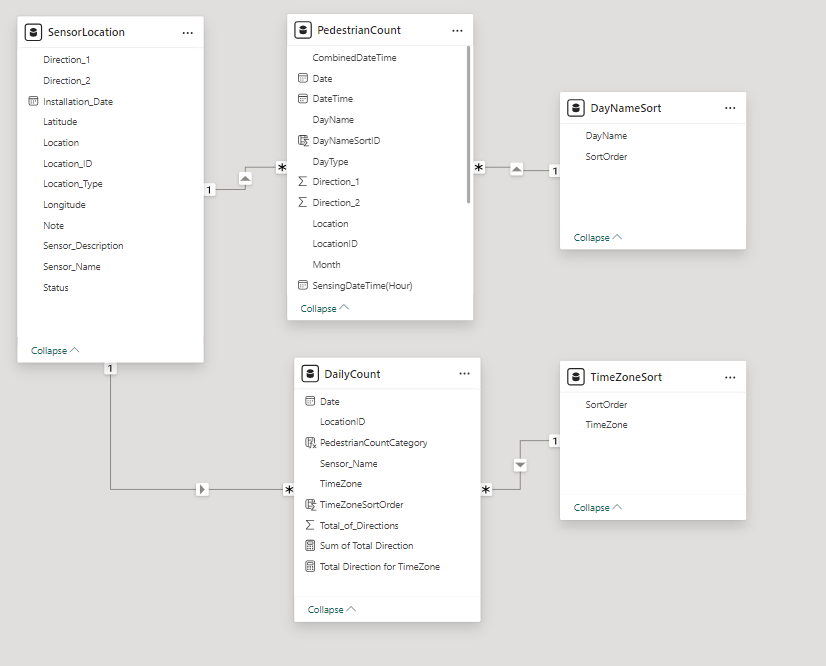 SensorLocation
...
Direction_1
Direction_2
Installation_Date
Latitude
Location
Location_ID
Location_Type
Longitude
Note
Sensor_Description
Sensor_Name
Status
Collapse
1
1
PedestrianCount
...
CombinedDateTime
Date
DateTime
DayName
DayNameSortID
DayType
Σ Direction_1
Σ Direction_2
Location
LocationID
Month
SensingDateTime(Hour)
Collapse
*
*
1
DayNameSort
...
DayName
SortOrder
Collapse
DailyCount
...
Date
LocationID
PedestrianCountCategory
Sensor_Name
TimeZone
TimeZoneSortOrder
Σ Total_of_Directions
Sum of Total Direction
Total Direction for TimeZone
Collapse
*
*
1
TimeZoneSort
...
SortOrder
TimeZone
Collapse